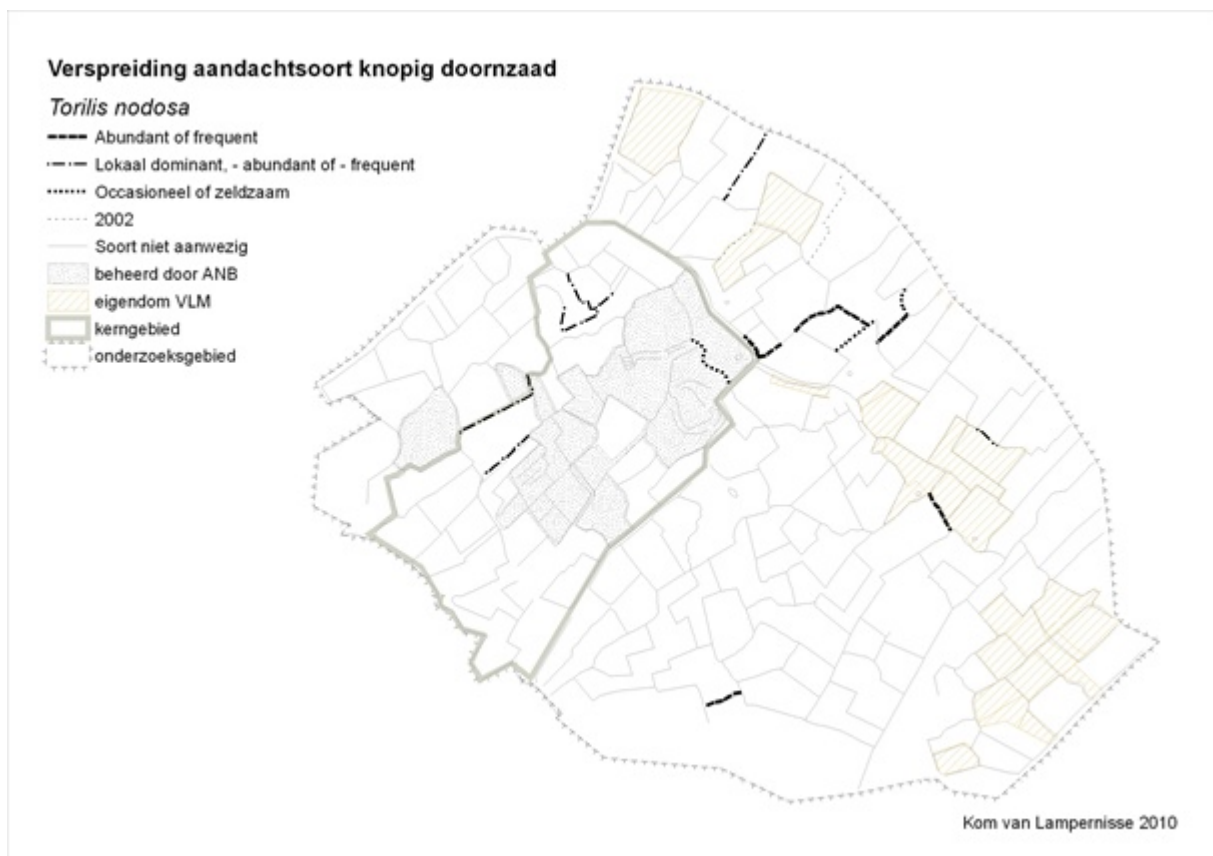 Verspreiding aandachtsoort knopig doornzaad
Torilis nodosa
Abundant of frequent
Lokaal dominant, - abundant of - frequent
Occasioneel of zeldzaam
2002
Soort niet aanwezig
beheerd door ANB
eigendom VLM
kerngebied
onderzoeksgebied
Kom van Lampernisse 2010